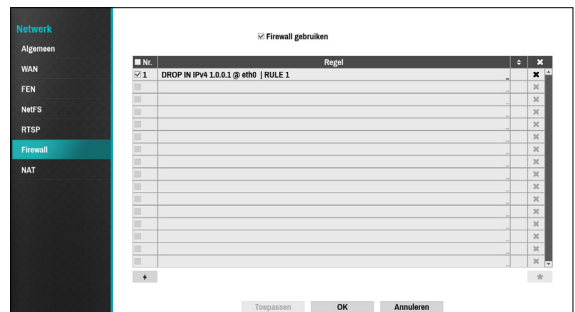 Netwerk
Algemeen
WAN
FEN
NetFS
RTSP
Firewall
NAT
Firewall gebruiken
Nr. Regel
1 DROP IN IPv4 1.0.0.1 @ eth0 | RULE 1
Toepassen OK Annuleren